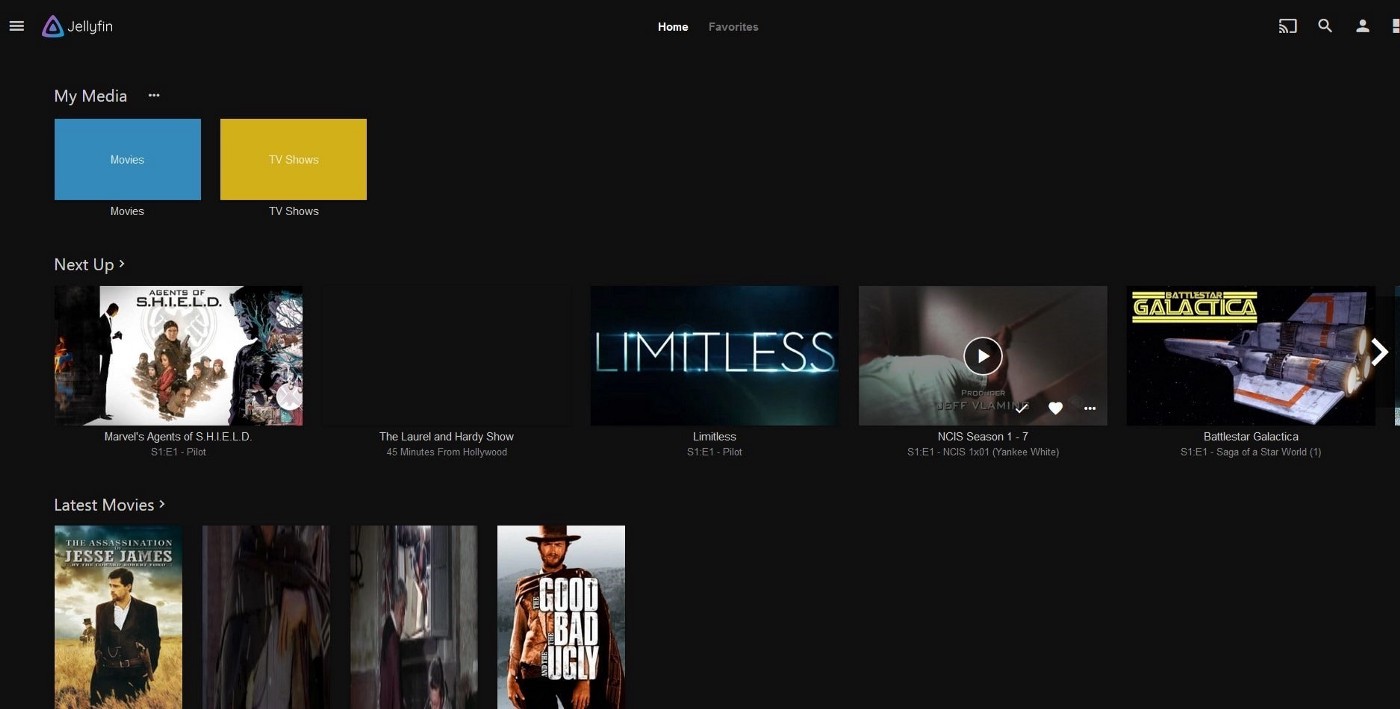 Jellyfin
Home
Favorites
My Media
Movies
TV Shows
Movies
TV Shows
Next Up
AGENTS OF
S.H.I.E.L.D.
LIMITLESS
PRODUCER
JEFF VLAMING
BATTLESTAR
GALACTICA
Marvel's Agents of S.H.I.E.L.D.
S1:E1 - Pilot
The Laurel and Hardy Show
45 Minutes From Hollywood
Limitless
S1:E1 - Pilot
NCIS Season 1 - 7
S1:E1 - NCIS 1x01 (Yankee White)
Battlestar Galactica
S1:E1 - Saga of a Star World (1)
Latest Movies
THE ASSASSINATION
OF
JESSE JAMES
BY THE COWARD ROBERT FORD
THE GOOD
THE BAD
AND THE UGLY